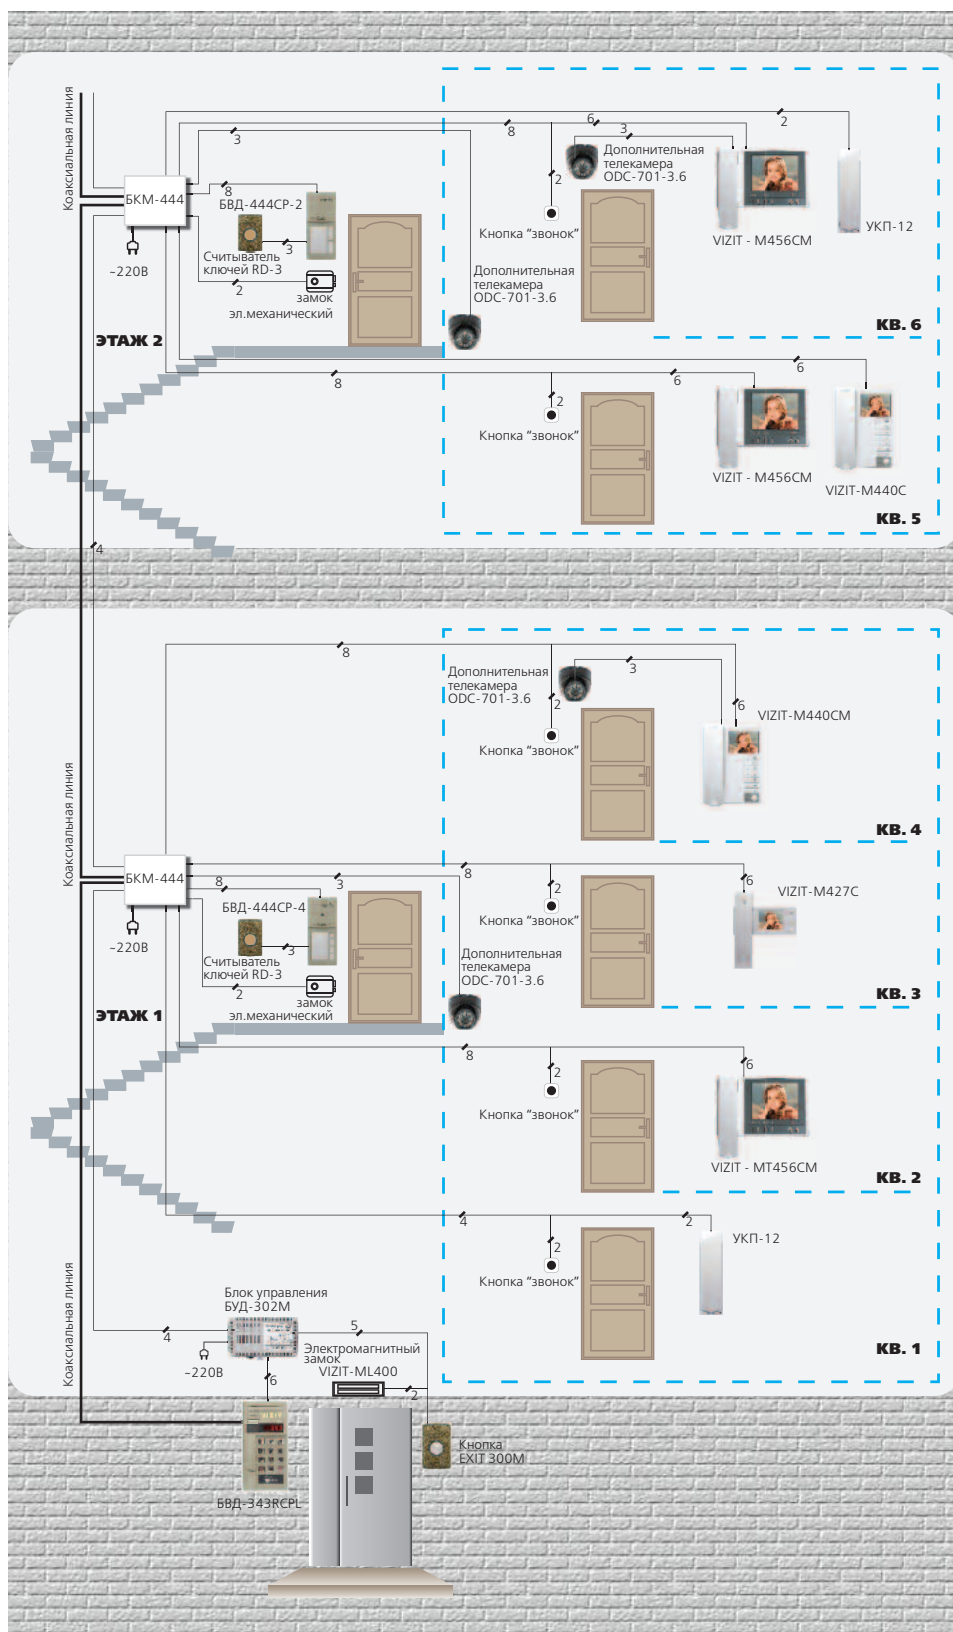 Коаксиальная линия
2
6
8
3
3
Дополнительная
телекамера
ODC-701-3.6
БКМ-444
8
БВД-444CP-2
2
Кнопка “звонок”
VIZIT - M456CM
УКП-12
3
Считыватель
ключей RD-3
~220В
2
замок
эл.механический
Дополнительная
телекамера
ODC-701-3.6
ЭТАЖ 2
КВ. 6
6
8
6
2
Кнопка “звонок”
VIZIT - M456CM
VIZIT-M440C
КВ. 5
4
8
3
Дополнительная
телекамера
ODC-701-3.6
2
6
VIZIT-M440CM
Кнопка “звонок”
КВ. 4
Коаксиальная линия
БКМ-444
8
3
8
6
2
VIZIT-M427C
БВД-444CP-4
Кнопка “звонок”
~220В
3
Считыватель
ключей RD-3
2
замок
эл.механический
Дополнительная
телекамера
ODC-701-3.6
КВ. 3
ЭТАЖ 1
8
6
2
Кнопка “звонок”
VIZIT - MT456CM
КВ. 2
4
2
2
УКП-12
Кнопка “звонок”
КВ. 1
Коаксиальная линия
Блок управления
БУД-302М
4
5
~220В
6
Электромагнитный
замок
VIZIT-ML400
2
Кнопка
EXIT 300M
БВД-343RCPL